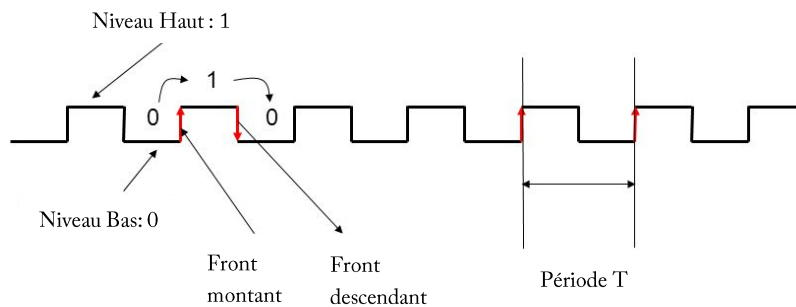 Niveau Haut : 1
1
0
0
Niveau Bas: 0
Front
montant
Front
descendant
Période T